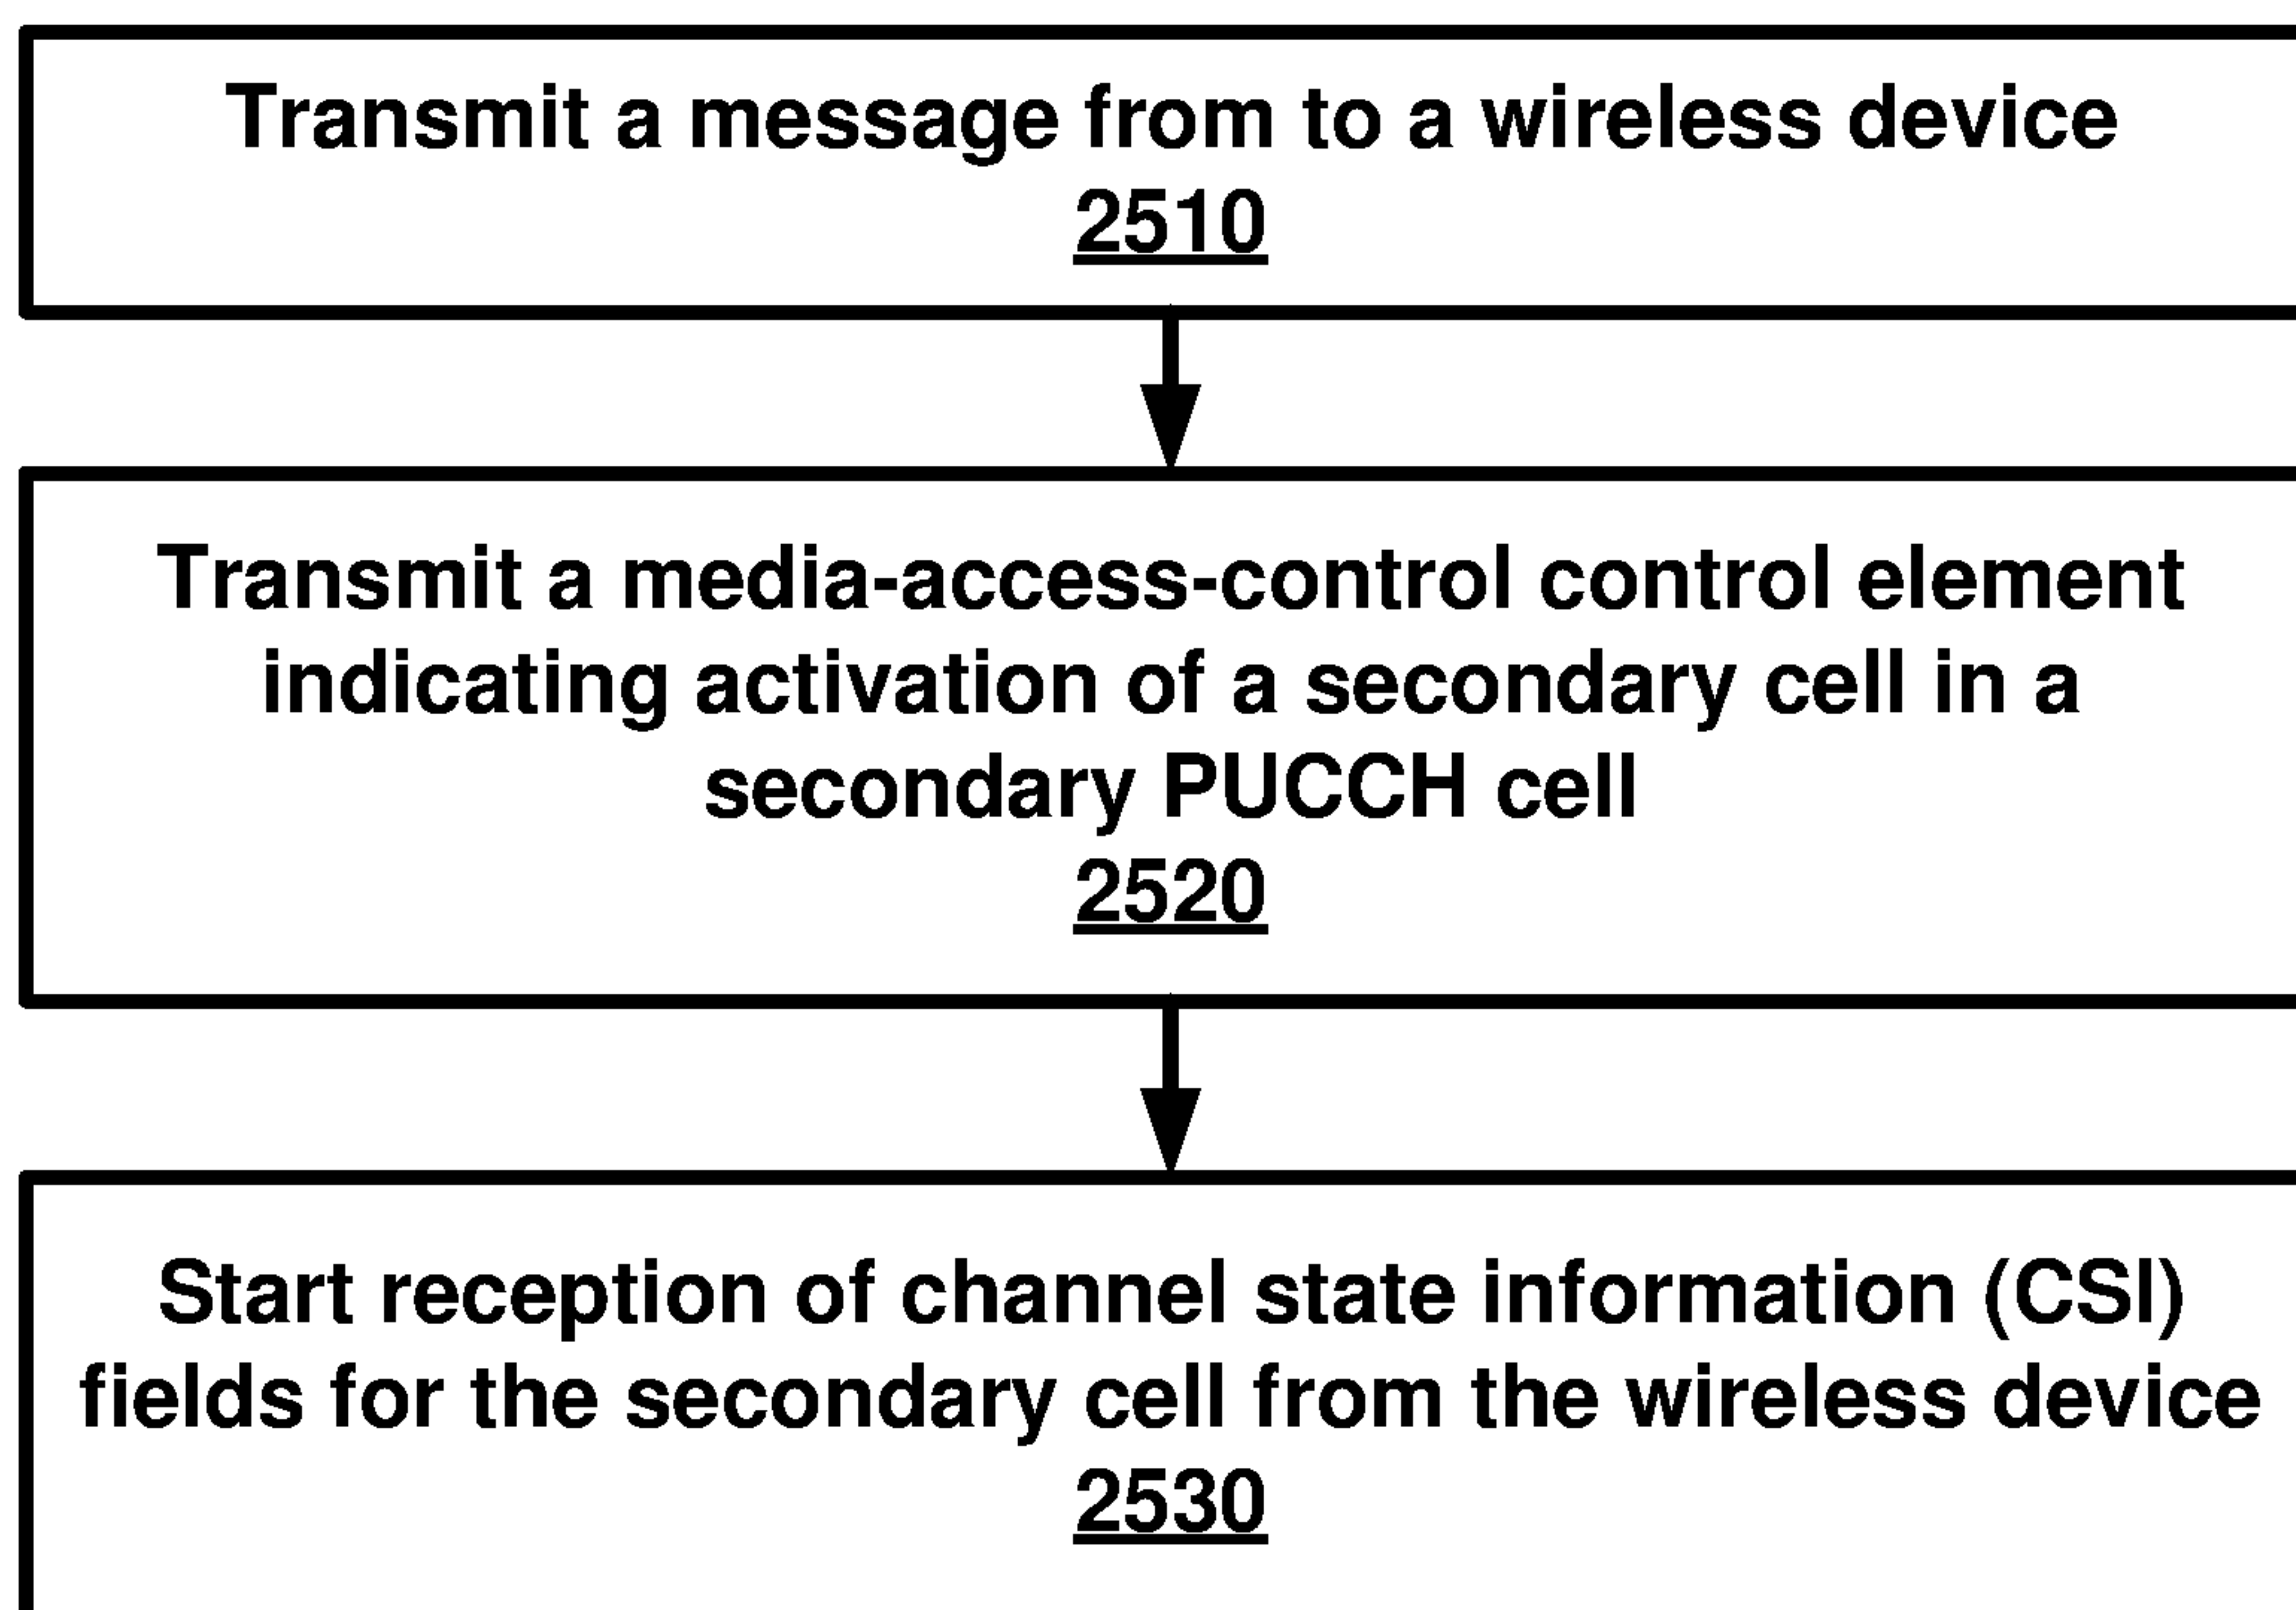 Transmit a message from to a wireless device
2510
Transmit a media-access-control control element
indicating activation of a secondary cell in a
secondary PUCCH cell
2520
Start reception of channel state information (CSI)
fields for the secondary cell from the wireless device
2530